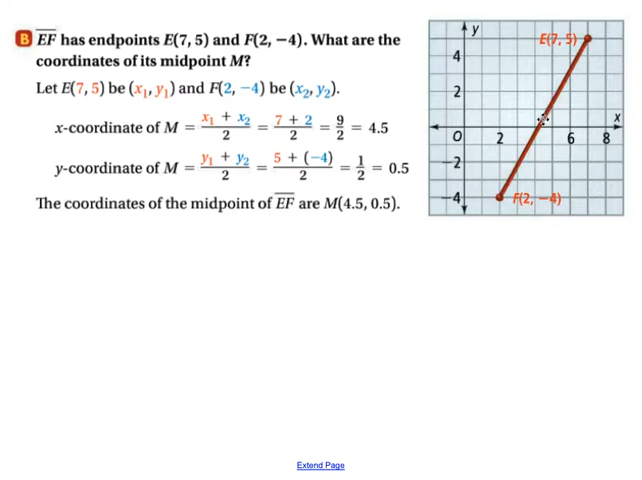 B EF has endpoints E(7, 5) and F(2, −4). What are the
coordinates of its midpoint M?
Let E(7, 5) be (x₁, y₁) and F(2, −4) be (x₂, y₂).
x-coordinate of M = (x₁ + x₂)/2 = (7 + 2)/2 = 9/2 = 4.5
y-coordinate of M = (y₁ + y₂)/2 = (5 + (−4))/2 = 1/2 = 0.5
The coordinates of the midpoint of EF are M(4.5, 0.5).
y
E(7, 5)
4
2
x
O 2 6 8
−2
−4 F(2, −4)
Extend Page